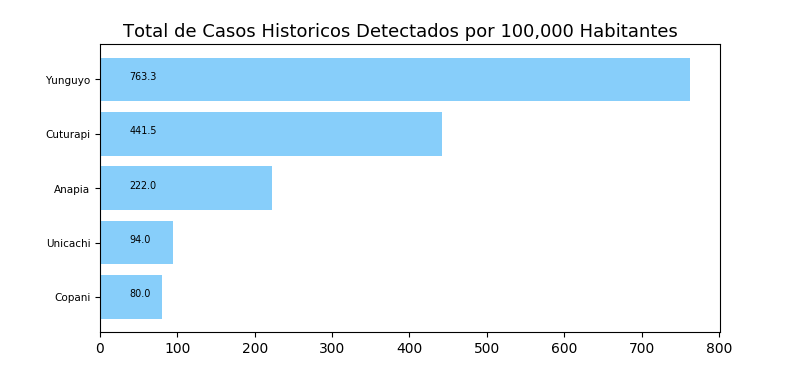 Total de Casos Historicos Detectados por 100,000 Habitantes
Yunguyo 763.3
Cuturapi 441.5
Anapia 222.0
Unicachi 94.0
Copani 80.0
0 100 200 300 400 500 600 700 800